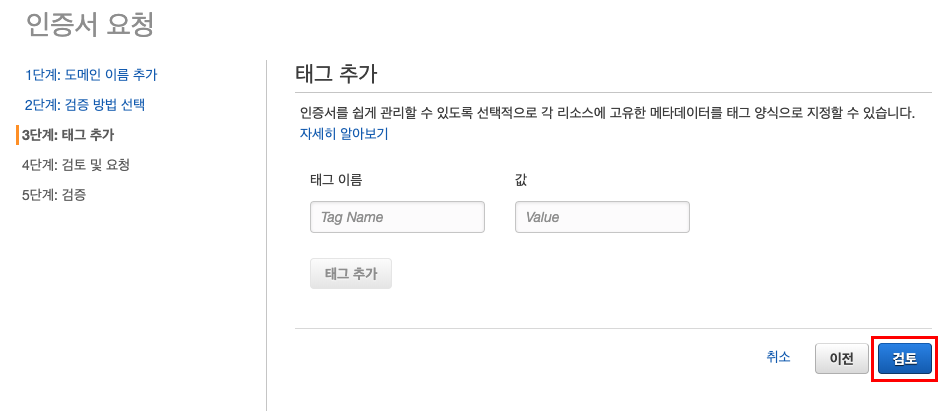 인증서 요청
1단계: 도메인 이름 추가
2단계: 검증 방법 선택
3단계: 태그 추가
4단계: 검토 및 요청
5단계: 검증
태그 추가
인증서를 쉽게 관리할 수 있도록 선택적으로 각 리소스에 고유한 메타데이터를 태그 양식으로 지정할 수 있습니다.
자세히 알아보기
태그 이름 값
Tag Name Value
태그 추가
취소 이전 검토